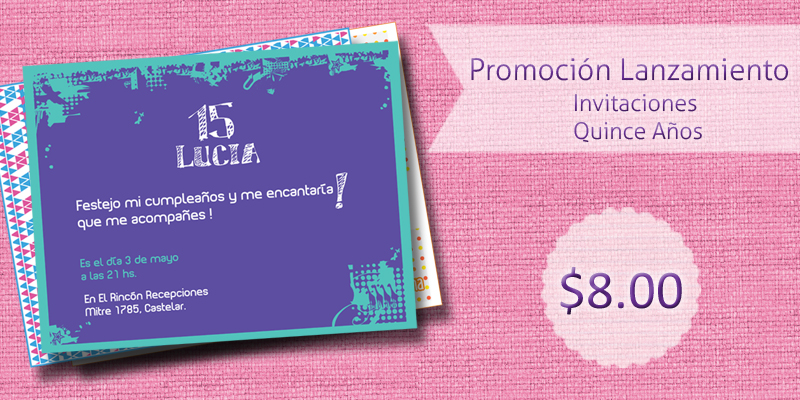 15
LUCIA
Festejo mi cumpleaños y me encantaría
que me acompañes !
!
Es el día 3 de mayo
a las 21 hs.
En El Rincón Recepciones
Mitre 1785, Castelar.
Promoción Lanzamiento
Invitaciones
Quince Años
$8.00